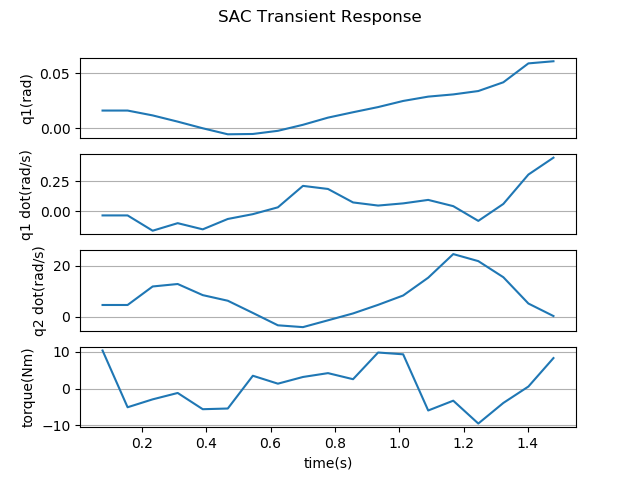 SAC Transient Response
q1(rad)
0.05
0.00
q1 dot(rad/s)
0.25
0.00
q2 dot(rad/s)
20
0
torque(Nm)
10
0
−10
0.2 0.4 0.6 0.8 1.0 1.2 1.4
time(s)